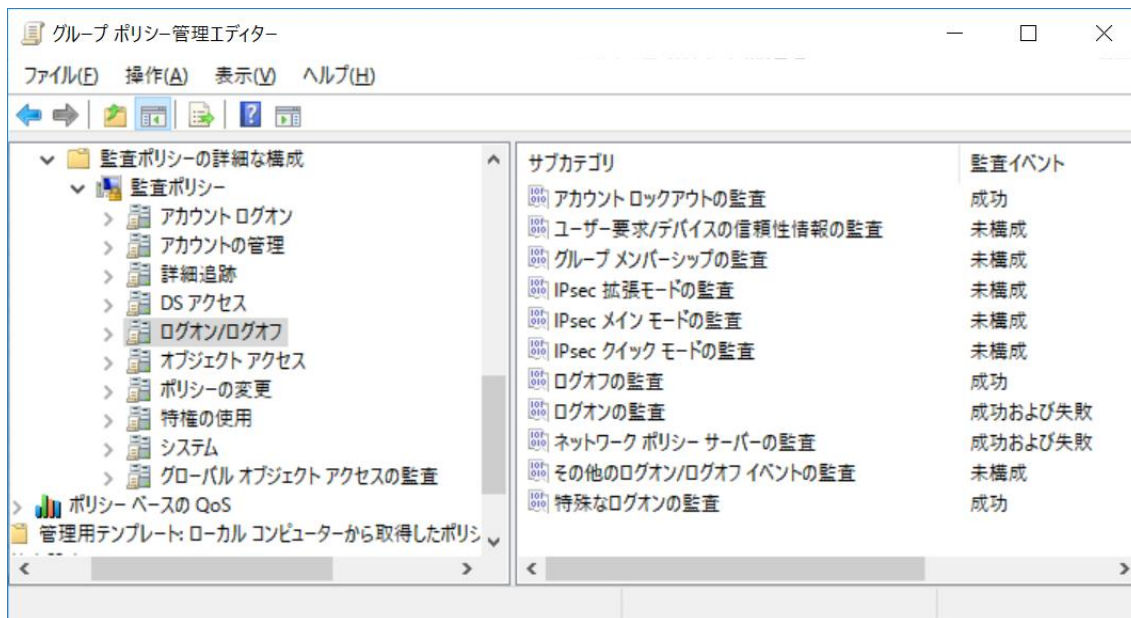 グループ ポリシー管理エディター
ファイル(F) 操作(A) 表示(V) ヘルプ(H)
監査ポリシーの詳細な構成
監査ポリシー
アカウント ログオン
アカウントの管理
詳細追跡
DS アクセス
ログオン/ログオフ
オブジェクト アクセス
ポリシーの変更
特権の使用
システム
グローバル オブジェクト アクセスの監査
ポリシー ベースの QoS
管理用テンプレート: ローカル コンピューターから取得したポリシ
サブカテゴリ 監査イベント
アカウント ロックアウトの監査 成功
ユーザー要求/デバイスの信頼性情報の監査 未構成
グループ メンバーシップの監査 未構成
IPsec 拡張モードの監査 未構成
IPsec メイン モードの監査 未構成
IPsec クイック モードの監査 未構成
ログオフの監査 成功
ログオンの監査 成功および失敗
ネットワーク ポリシー サーバーの監査 成功および失敗
その他のログオン/ログオフ イベントの監査 未構成
特殊なログオンの監査 成功